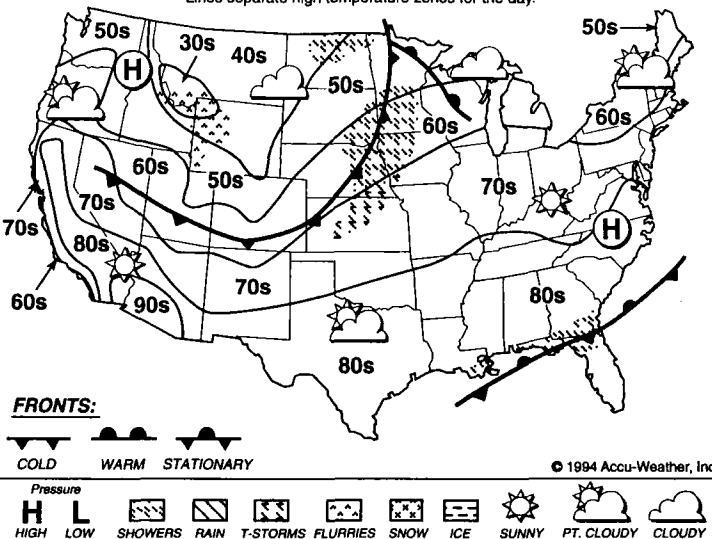 Lines separate high temperature zones for the day.
50s
50s
30s
40s
H
50s
60s
60s
60s
50s
70s
70s
70s
H
80s
60s
90s
70s
80s
80s
FRONTS:
COLD WARM STATIONARY
© 1994 Accu-Weather, Inc
Pressure
H L
HIGH LOW SHOWERS RAIN T-STORMS FLURRIES SNOW ICE SUNNY PT. CLOUDY CLOUDY